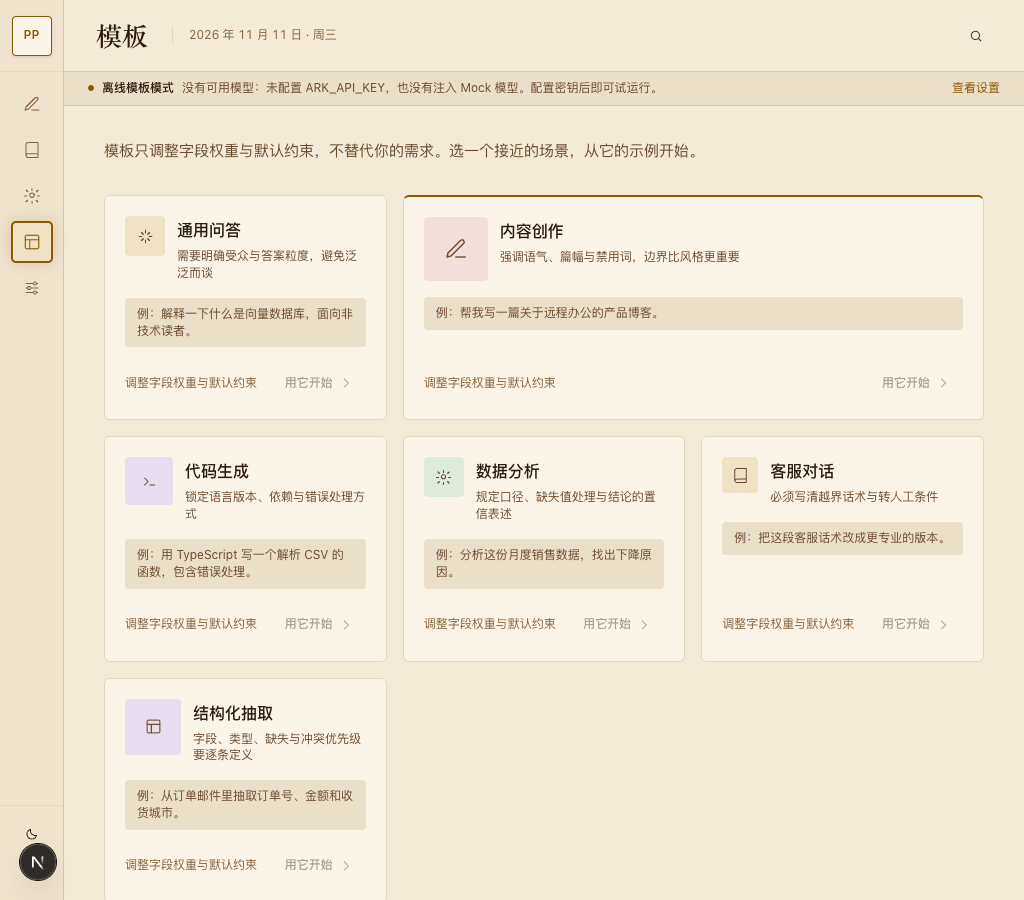 PP
模板
2026 年 11 月 11 日 · 周三
离线模板模式 没有可用模型：未配置 ARK_API_KEY，也没有注入 Mock 模型。配置密钥后即可试运行。
查看设置
模板只调整字段权重与默认约束，不替代你的需求。选一个接近的场景，从它的示例开始。
通用问答
需要明确受众与答案粒度，避免泛
泛而谈
例：解释一下什么是向量数据库，面向非
技术读者。
调整字段权重与默认约束
用它开始
内容创作
强调语气、篇幅与禁用词，边界比风格更重要
例：帮我写一篇关于远程办公的产品博客。
调整字段权重与默认约束
用它开始
代码生成
锁定语言版本、依赖与错误处理方
式
例：用 TypeScript 写一个解析 CSV 的
函数，包含错误处理。
调整字段权重与默认约束
用它开始
数据分析
规定口径、缺失值处理与结论的置
信表述
例：分析这份月度销售数据，找出下降原
因。
调整字段权重与默认约束
用它开始
客服对话
必须写清越界话术与转人工条件
例：把这段客服话术改成更专业的版本。
调整字段权重与默认约束
用它开始
结构化抽取
字段、类型、缺失与冲突优先级
要逐条定义
例：从订单邮件里抽取订单号、金额和收
货城市。
调整字段权重与默认约束
用它开始
N